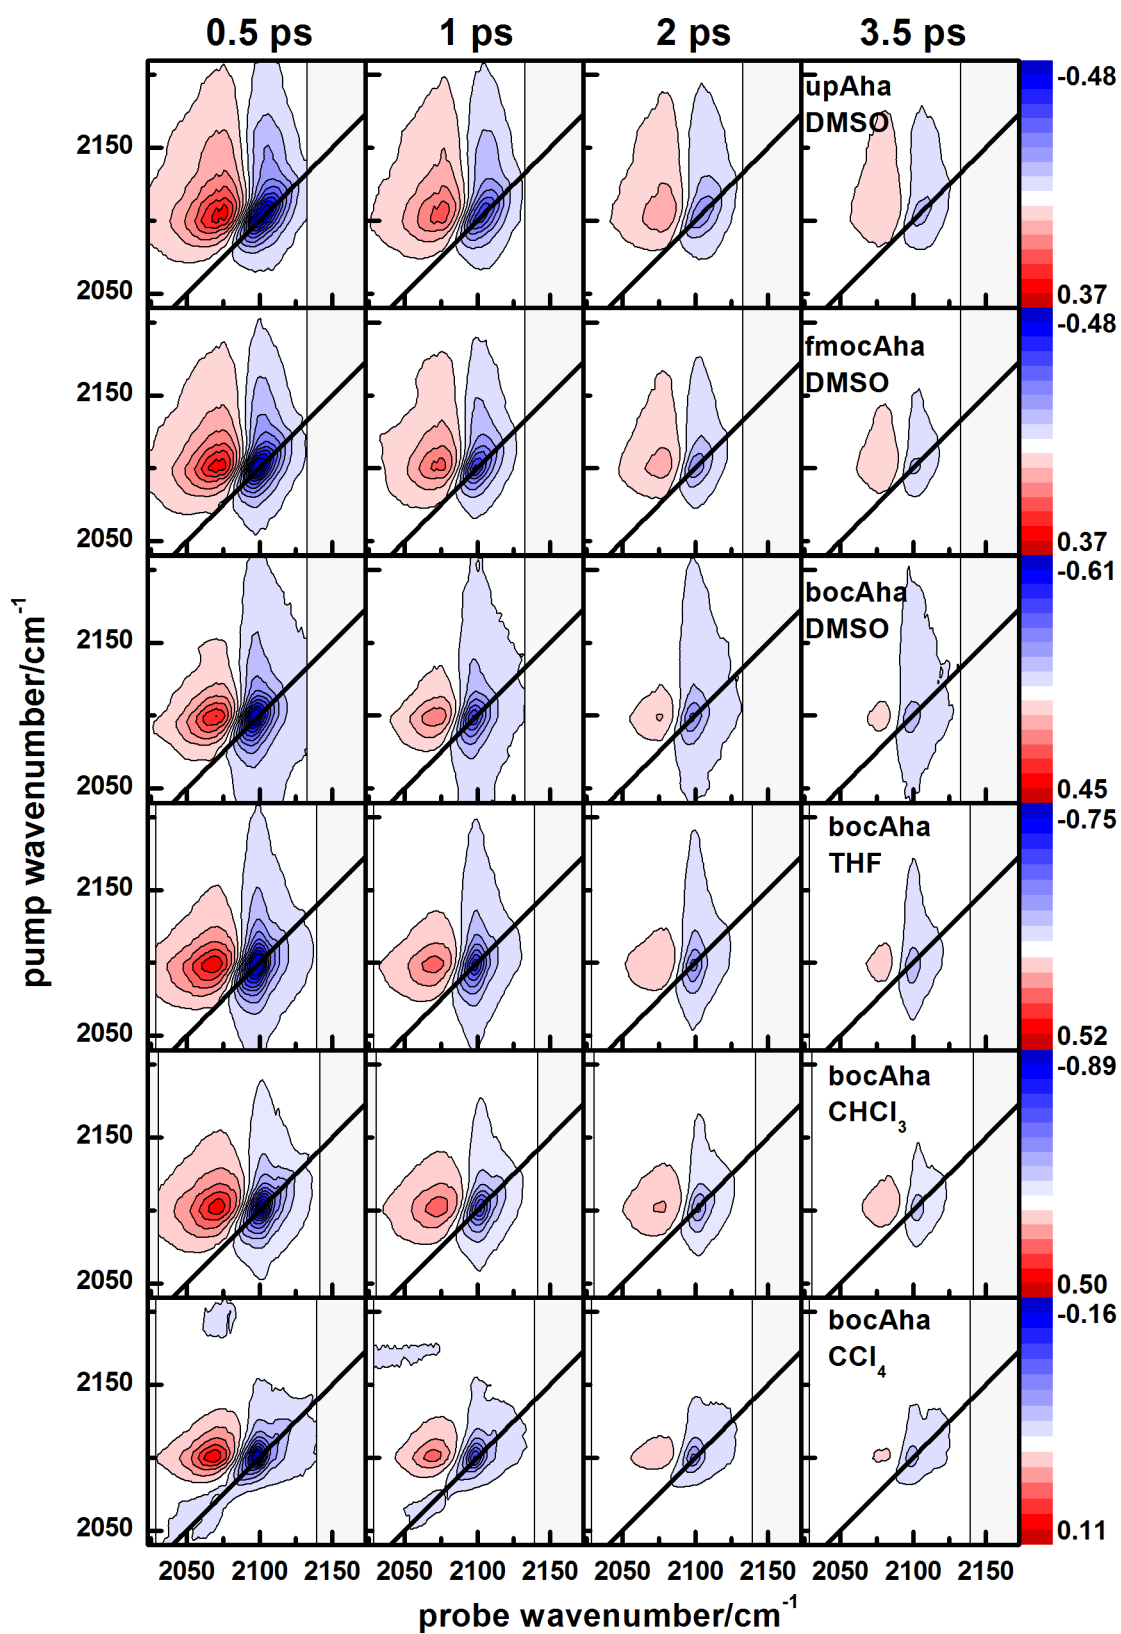 0.5 ps 1 ps 2 ps 3.5 ps
upAha
DMSO
2150
2050
-0.48
0.37
fmocAha
DMSO
2150
2050
-0.48
0.37
bocAha
DMSO
2150
2050
-0.61
0.45
bocAha
THF
2150
2050
-0.75
0.52
bocAha
CHCl3
2150
2050
-0.89
0.50
bocAha
CCl4
2150
2050
-0.16
0.11
2050 2100 2150 2050 2100 2150 2050 2100 2150 2050 2100 2150
pump wavenumber/cm-1
probe wavenumber/cm-1